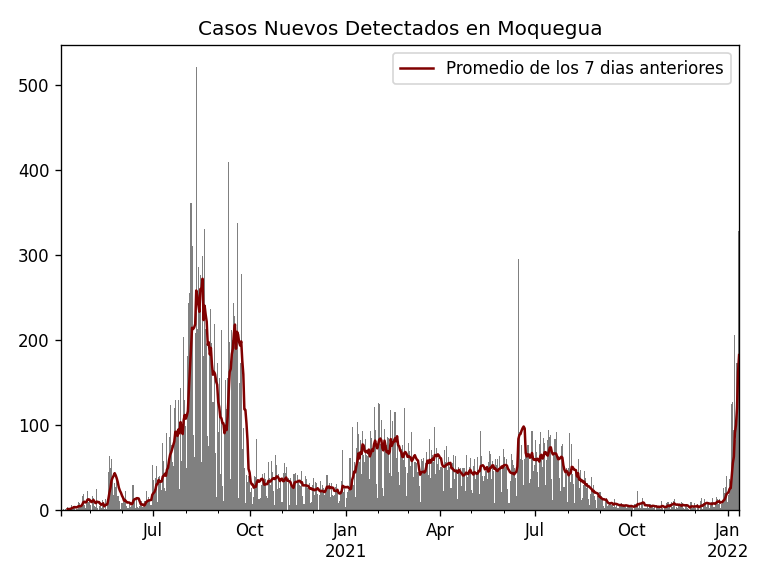 Casos Nuevos Detectados en Moquegua
Promedio de los 7 dias anteriores
500
400
300
200
100
0
Jul
Oct
Jan
2021
Apr
Jul
Oct
Jan
2022